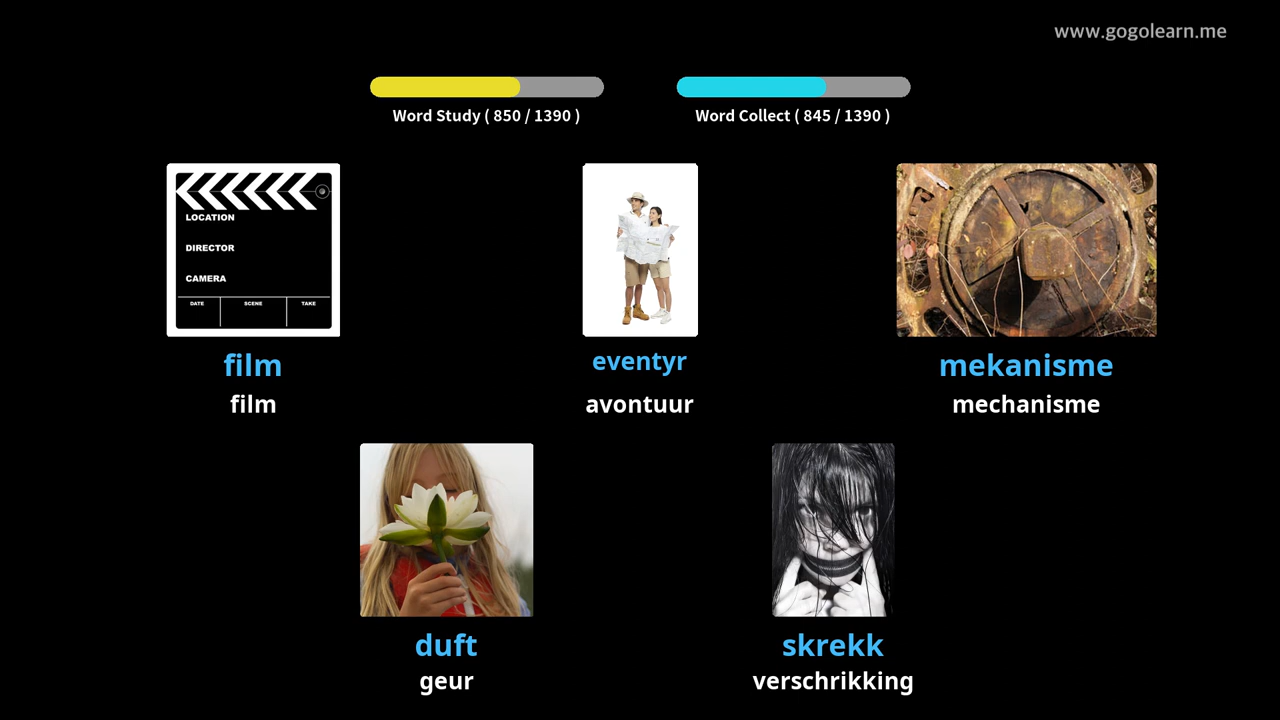 www.gogolearn.me
Word Study ( 850 / 1390 )
Word Collect ( 845 / 1390 )
LOCATION
DIRECTOR
CAMERA
DATE
SCENE
TAKE
film
film
eventyr
avontuur
mekanisme
mechanisme
duft
geur
skrekk
verschrikking